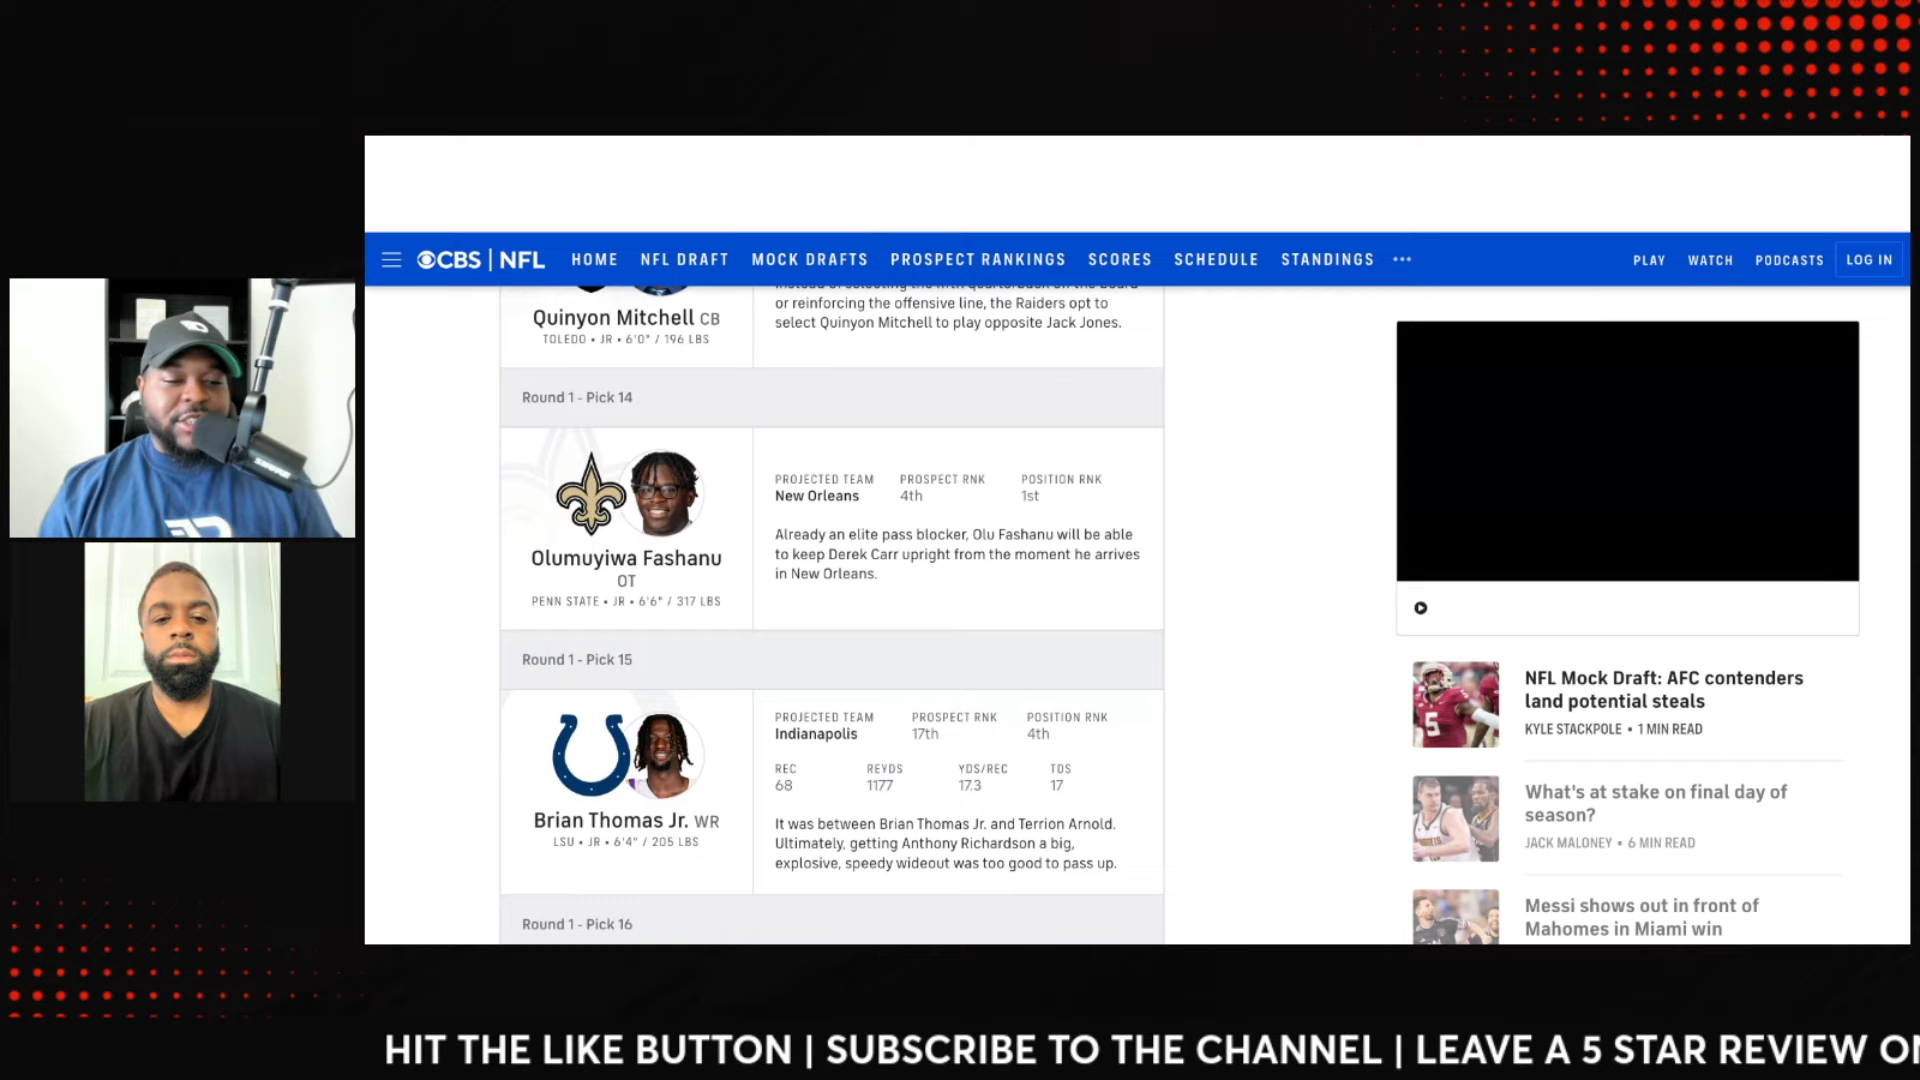 CBS | NFL HOME NFL DRAFT MOCK DRAFTS PROSPECT RANKINGS SCORES SCHEDULE STANDINGS ••• PLAY WATCH PODCASTS LOG IN
Quinyon Mitchell CB
TOLEDO • JR • 6'0" / 196 LBS
or reinforcing the offensive line, the Raiders opt to
select Quinyon Mitchell to play opposite Jack Jones.
Round 1 - Pick 14
Olumuyiwa Fashanu
OT
PENN STATE • JR • 6'6" / 317 LBS
PROJECTED TEAM PROSPECT RNK POSITION RNK
New Orleans 4th 1st
Already an elite pass blocker, Olu Fashanu will be able
to keep Derek Carr upright from the moment he arrives
in New Orleans.
Round 1 - Pick 15
Brian Thomas Jr. WR
LSU • JR • 6'4" / 205 LBS
PROJECTED TEAM PROSPECT RNK POSITION RNK
Indianapolis 17th 4th
REC REYDS YDS/REC TDS
68 1177 17.3 17
It was between Brian Thomas Jr. and Terrion Arnold.
Ultimately, getting Anthony Richardson a big,
explosive, speedy wideout was too good to pass up.
Round 1 - Pick 16
NFL Mock Draft: AFC contenders
land potential steals
KYLE STACKPOLE • 1 MIN READ
What's at stake on final day of
season?
JACK MALONEY • 6 MIN READ
Messi shows out in front of
Mahomes in Miami win
SHURE
HIT THE LIKE BUTTON | SUBSCRIBE TO THE CHANNEL | LEAVE A 5 STAR REVIEW ON